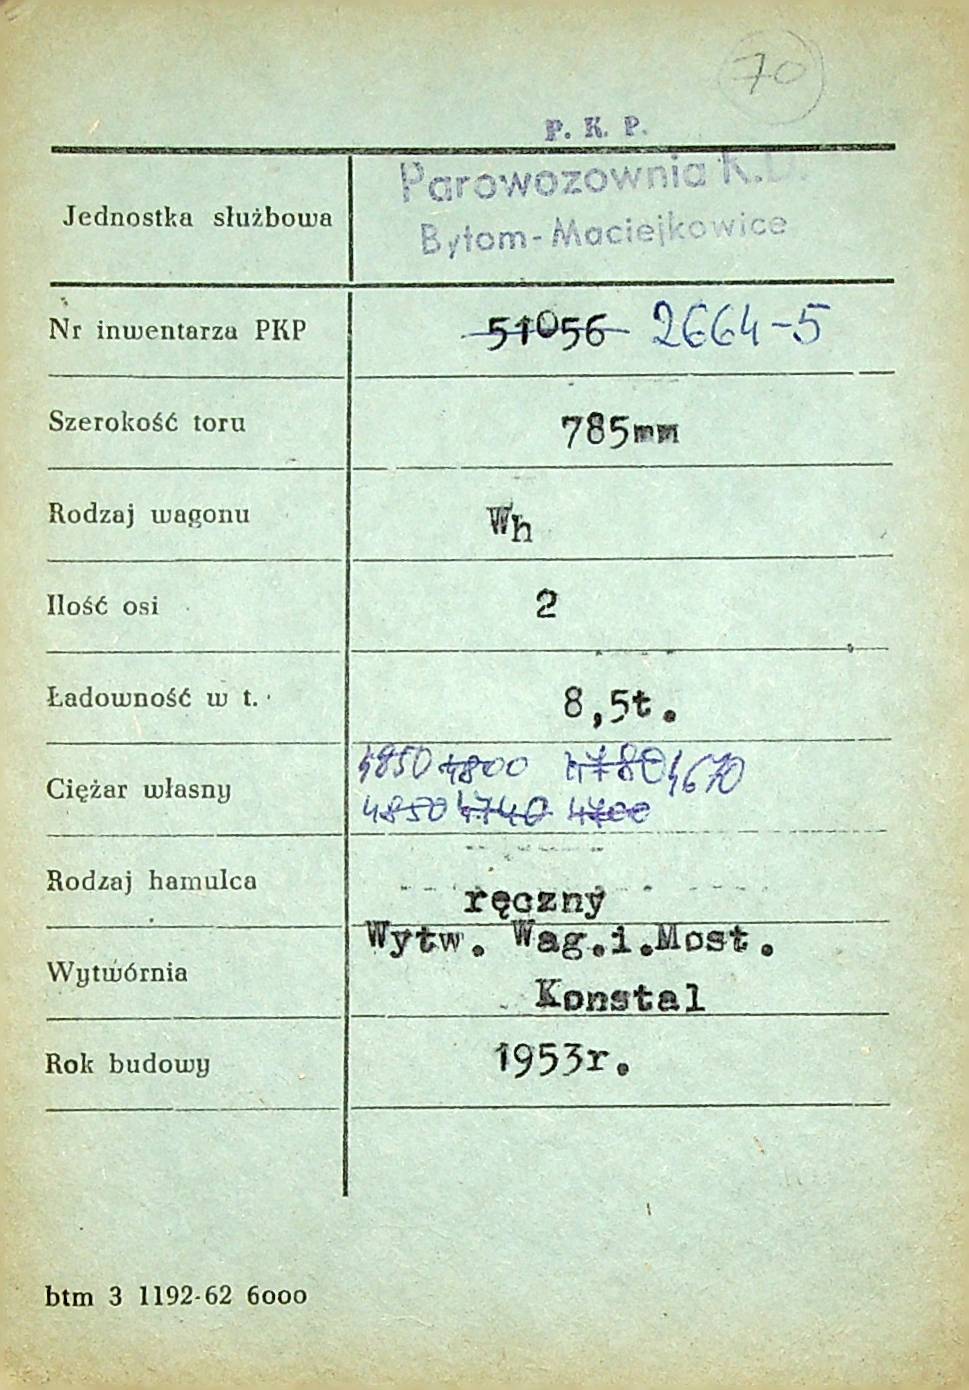 70
P. K. P.
Parowozownia K.D.
Bytom-Maciejkowice
Jednostka służbowa
Nr inwentarza PKP 51056 2664-5
Szerokość toru 785mm
Rodzaj wagonu Wh
Ilość osi 2
Ładowność w t. 8,5t.
4850 4800 4780 4670
Ciężar własny
4850 4740 4700
Rodzaj hamulca ręczny
Wytw. Wag.i.Most.
Wytwórnia
Konstal
Rok budowy 1953r.
btm 3 1192-62 6000